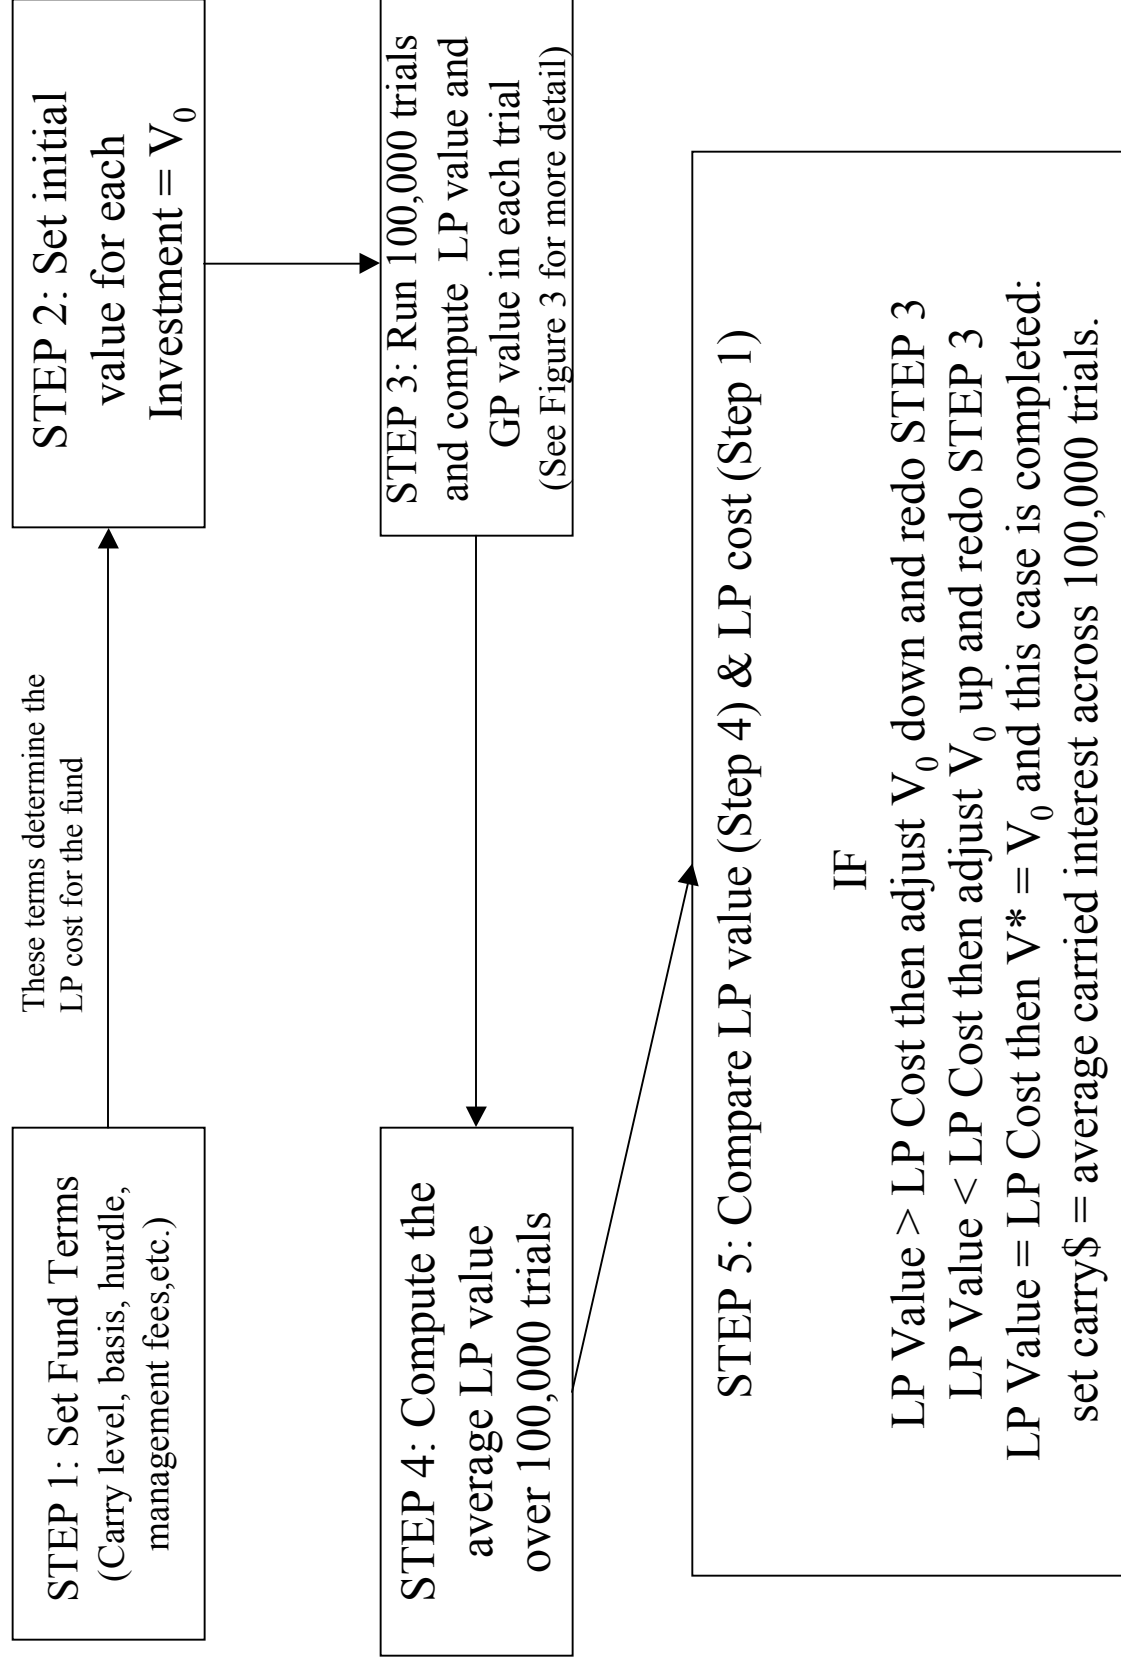 STEP 1: Set Fund Terms
(Carry level, basis, hurdle,
management fees,etc.)
These terms determine the
LP cost for the fund
STEP 2: Set initial
value for each
Investment = V₀
STEP 3: Run 100,000 trials
and compute LP value and
GP value in each trial
(See Figure 3 for more detail)
STEP 4: Compute the
average LP value
over 100,000 trials
STEP 5: Compare LP value (Step 4) & LP cost (Step 1)
IF
LP Value > LP Cost then adjust V₀ down and redo STEP 3
LP Value < LP Cost then adjust V₀ up and redo STEP 3
LP Value = LP Cost then V* = V₀ and this case is completed:
set carry$ = average carried interest across 100,000 trials.